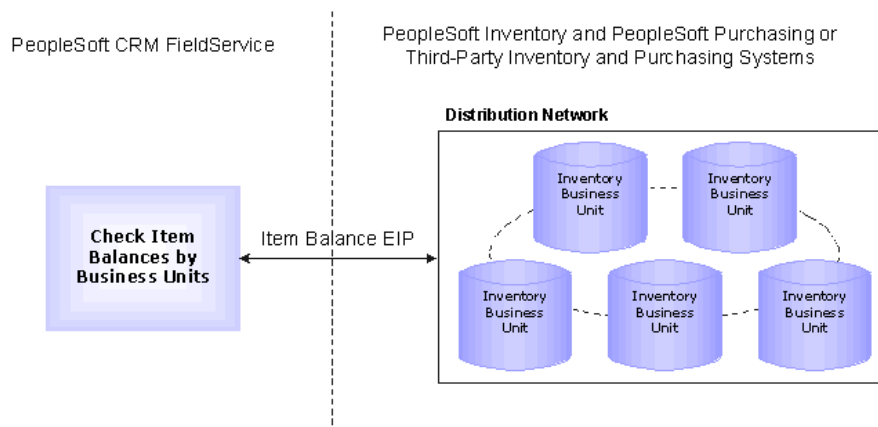 PeopleSoft CRM FieldService
PeopleSoft Inventory and PeopleSoft Purchasing or
Third-Party Inventory and Purchasing Systems
Distribution Network
Check Item
Balances by
Business Units
Item Balance EIP
Inventory
Business
Unit
Inventory
Business
Unit
Inventory
Business
Unit
Inventory
Business
Unit
Inventory
Business
Unit